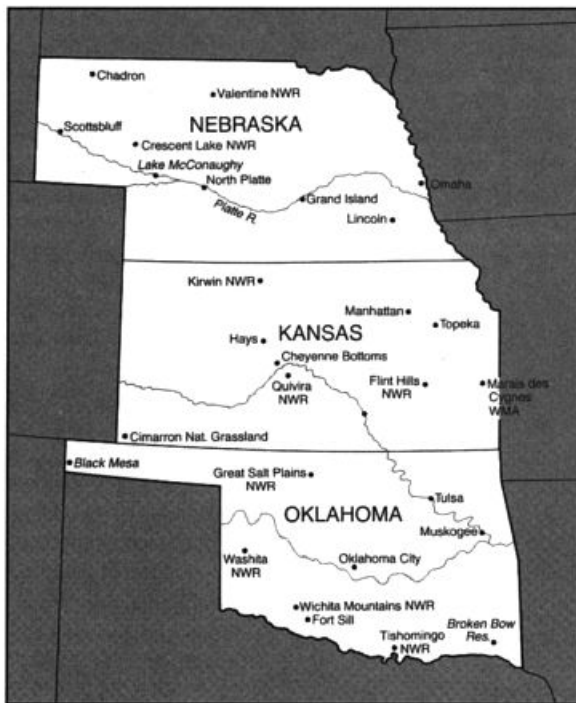 Chadron
Valentine NWR
NEBRASKA
Scottsbluff
Crescent Lake NWR
Lake McConaughy
North Platte
Omaha
Platte R.
Grand Island
Lincoln
Kirwin NWR
Manhattan
Topeka
Hays
KANSAS
Cheyenne Bottoms
Quivira
NWR
Flint Hills
NWR
Marais des
Cygnes
WMA
Cimarron Nat. Grassland
Black Mesa
Great Salt Plains
NWR
Tulsa
OKLAHOMA
Muskogee
Washita
NWR
Oklahoma City
Wichita Mountains NWR
Fort Sill
Broken Bow
Res.
Tishomingo
NWR